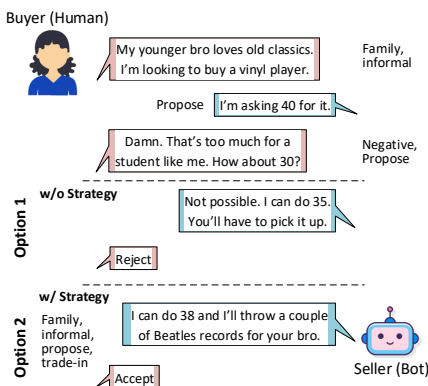 Buyer (Human)
My younger bro loves old classics.
I'm looking to buy a vinyl player.
Family,
informal
Propose
I'm asking 40 for it.
Damn. That's too much for a
student like me. How about 30?
Negative,
Propose
Option 1
w/o Strategy
Not possible. I can do 35.
You'll have to pick it up.
Reject
Option 2
w/ Strategy
Family,
informal,
propose,
trade-in
I can do 38 and I'll throw a couple
of Beatles records for your bro.
Accept
Seller (Bot)